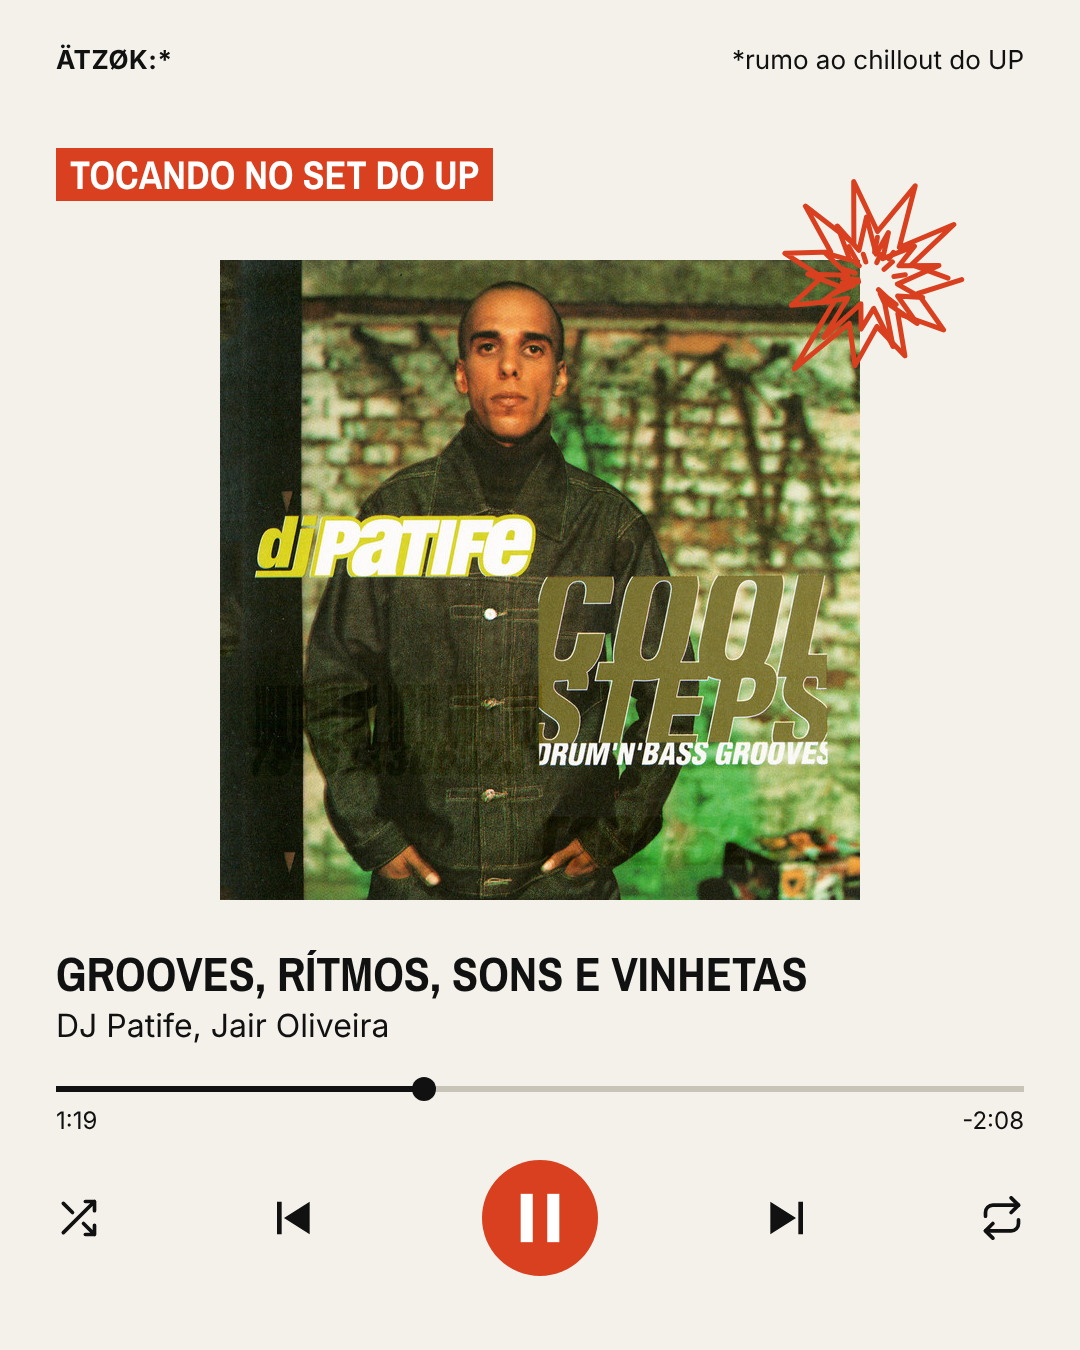 ÄTZØK:*
*rumo ao chillout do UP
TOCANDO NO SET DO UP
dj PATIFE
COOL
STEPS
DRUM'N'BASS GROOVES
GROOVES, RÍTMOS, SONS E VINHETAS
DJ Patife, Jair Oliveira
1:19
-2:08